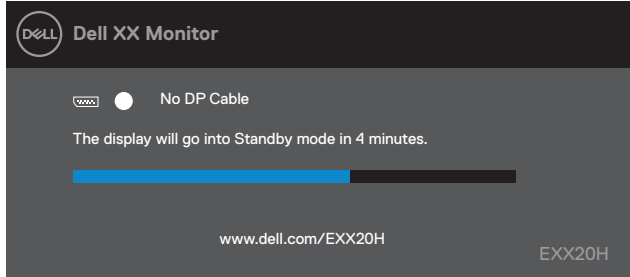 DELL Dell XX Monitor
No DP Cable
The display will go into Standby mode in 4 minutes.
www.dell.com/EXX20H
EXX20H